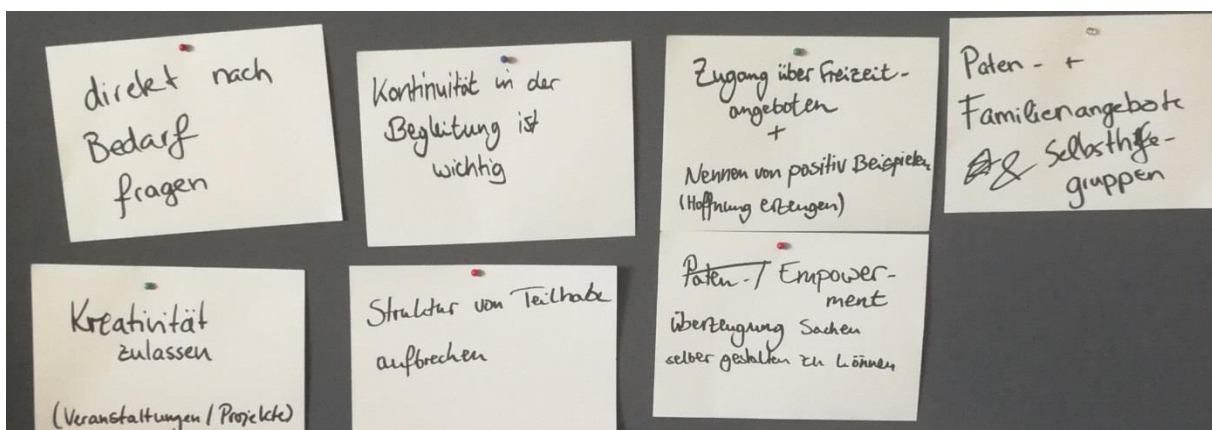 direkt nach
Bedarf
fragen
Kontinuität in der
Begleitung ist
wichtig
Zugang über Freizeit-
angeboten
+
Nennen von positiv Beispielen
(Hoffnung erzeugen)
Paten- +
Familienangebote
& Selbsthilfe-
gruppen
Kreativität
zulassen
(Veranstaltungen / Projekte)
Struktur von Teilhabe
aufbrechen
Paten-/ Empower-
ment
überzeugung Sachen
selber gestalten zu können